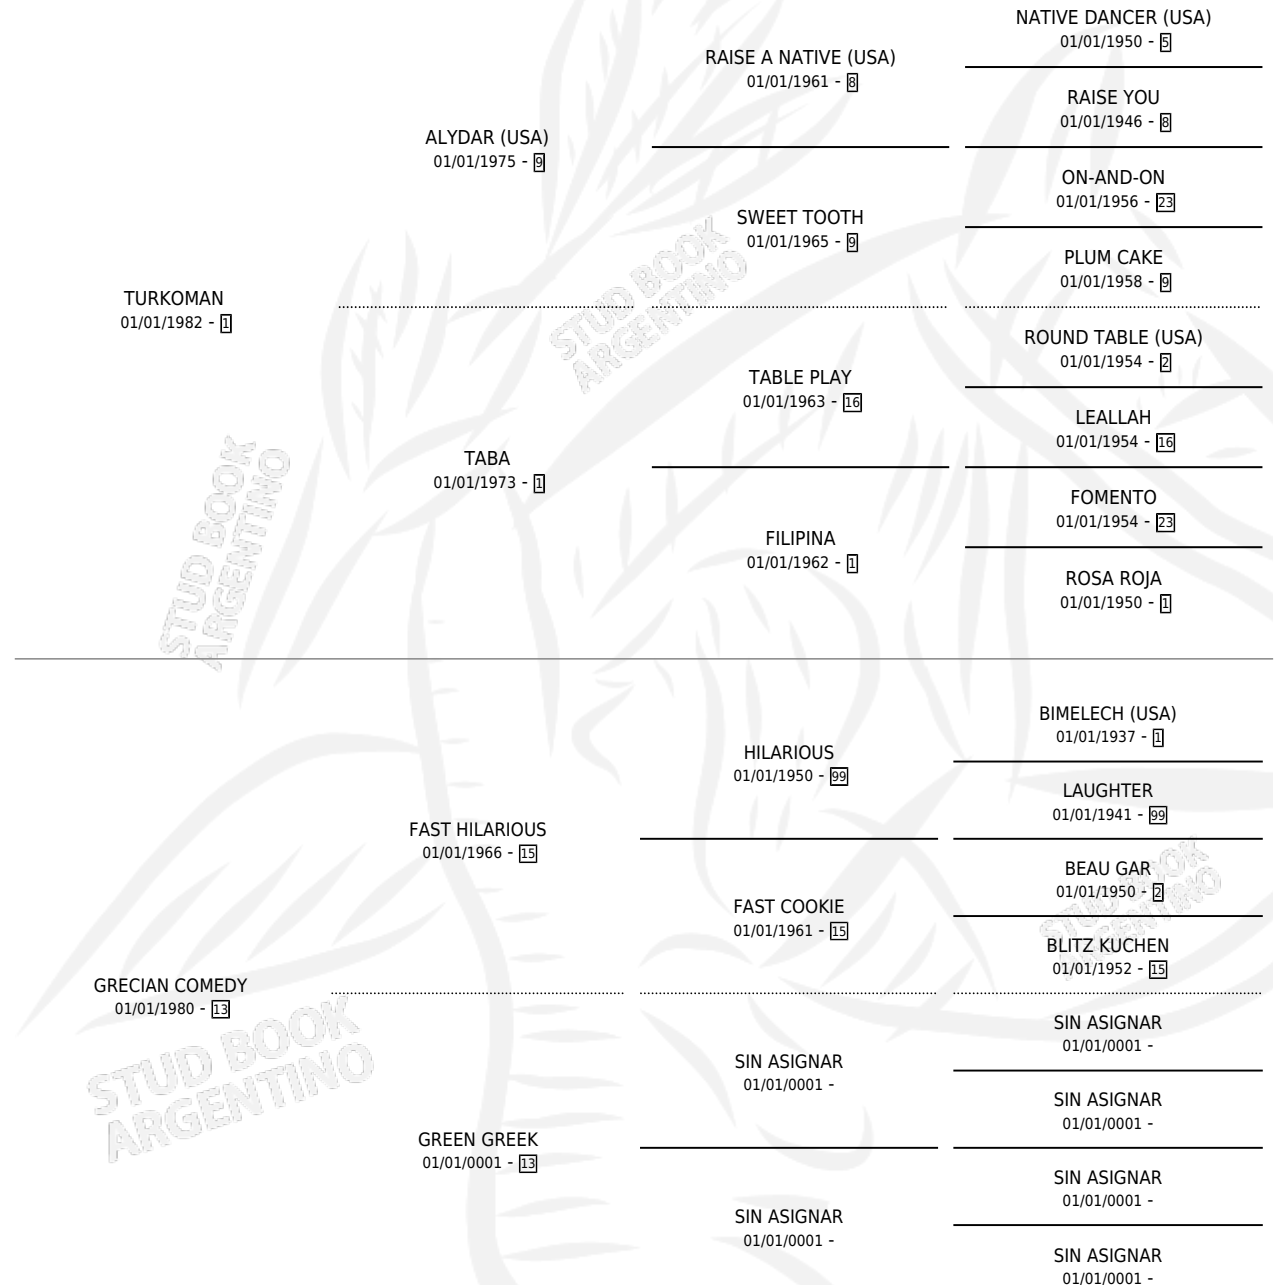 NATIVE DANCER (USA)
01/01/1950 - 5
RAISE A NATIVE (USA)
01/01/1961 - 8
RAISE YOU
01/01/1946 - 8
ALYDAR (USA)
01/01/1975 - 9
ON-AND-ON
01/01/1956 - 23
SWEET TOOTH
01/01/1965 - 9
PLUM CAKE
01/01/1958 - 9
STUD BOOK
ARGENTINO
TURKOMAN
01/01/1982 - 1
ROUND TABLE (USA)
01/01/1954 - 2
TABLE PLAY
01/01/1963 - 16
LEALLAH
01/01/1954 - 16
TABA
01/01/1973 - 1
FOMENTO
01/01/1954 - 23
FILIPINA
01/01/1962 - 1
ROSA ROJA
01/01/1950 - 1
STUD BOOK
ARGENTINO
BIMELECH (USA)
01/01/1937 - 1
HILARIOUS
01/01/1950 - 99
LAUGHTER
01/01/1941 - 99
FAST HILARIOUS
01/01/1966 - 15
BEAU GAR
01/01/1950 - 2
FAST COOKIE
01/01/1961 - 15
BLITZ KUCHEN
01/01/1952 - 15
STUD BOOK
ARGENTINO
GRECIAN COMEDY
01/01/1980 - 13
SIN ASIGNAR
01/01/0001 -
SIN ASIGNAR
01/01/0001 -
SIN ASIGNAR
01/01/0001 -
STUD BOOK
ARGENTINO
GREEN GREEK
01/01/0001 - 13
SIN ASIGNAR
01/01/0001 -
SIN ASIGNAR
01/01/0001 -
SIN ASIGNAR
01/01/0001 -